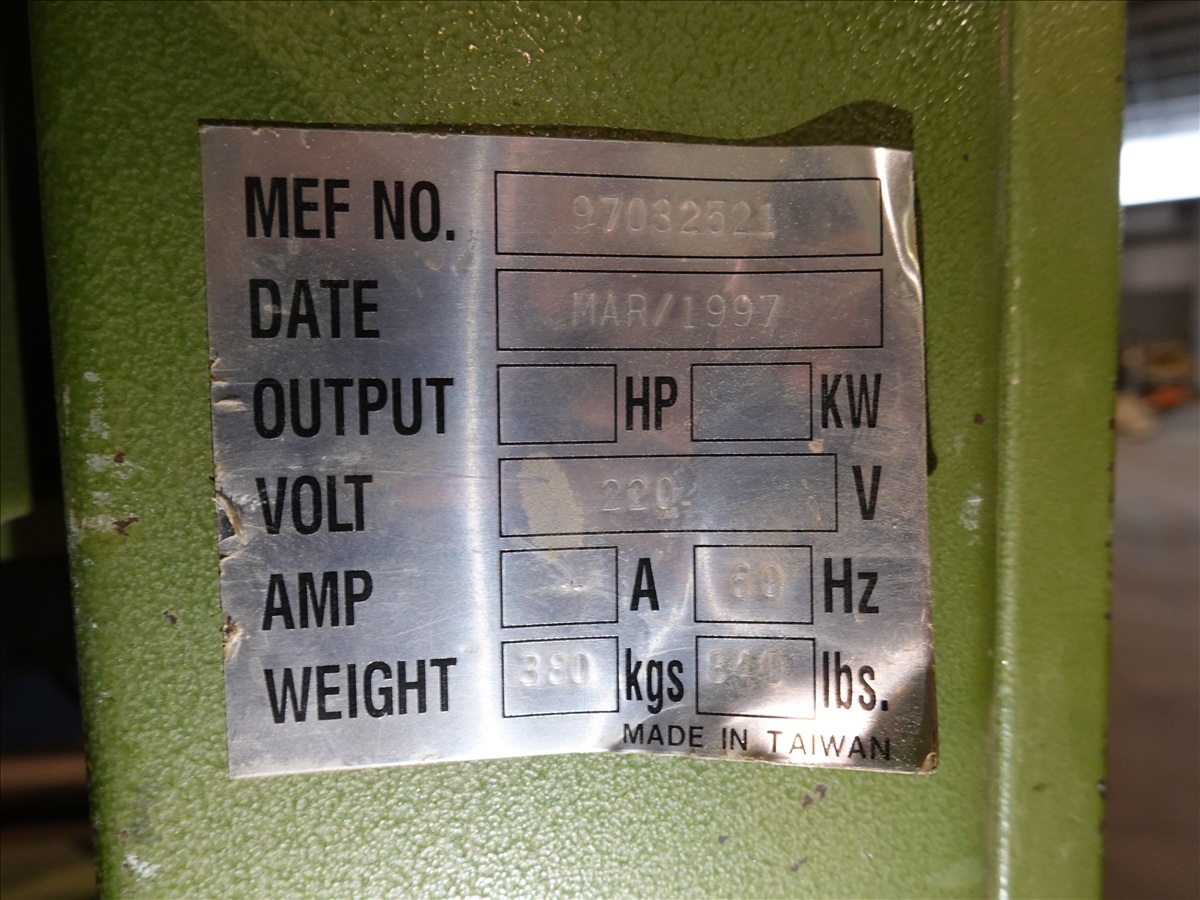 MEF NO. 97032521
DATE MAR/1997
OUTPUT HP KW
VOLT 220 V
AMP A 60 Hz
WEIGHT 380 kgs 840 lbs.
MADE IN TAIWAN